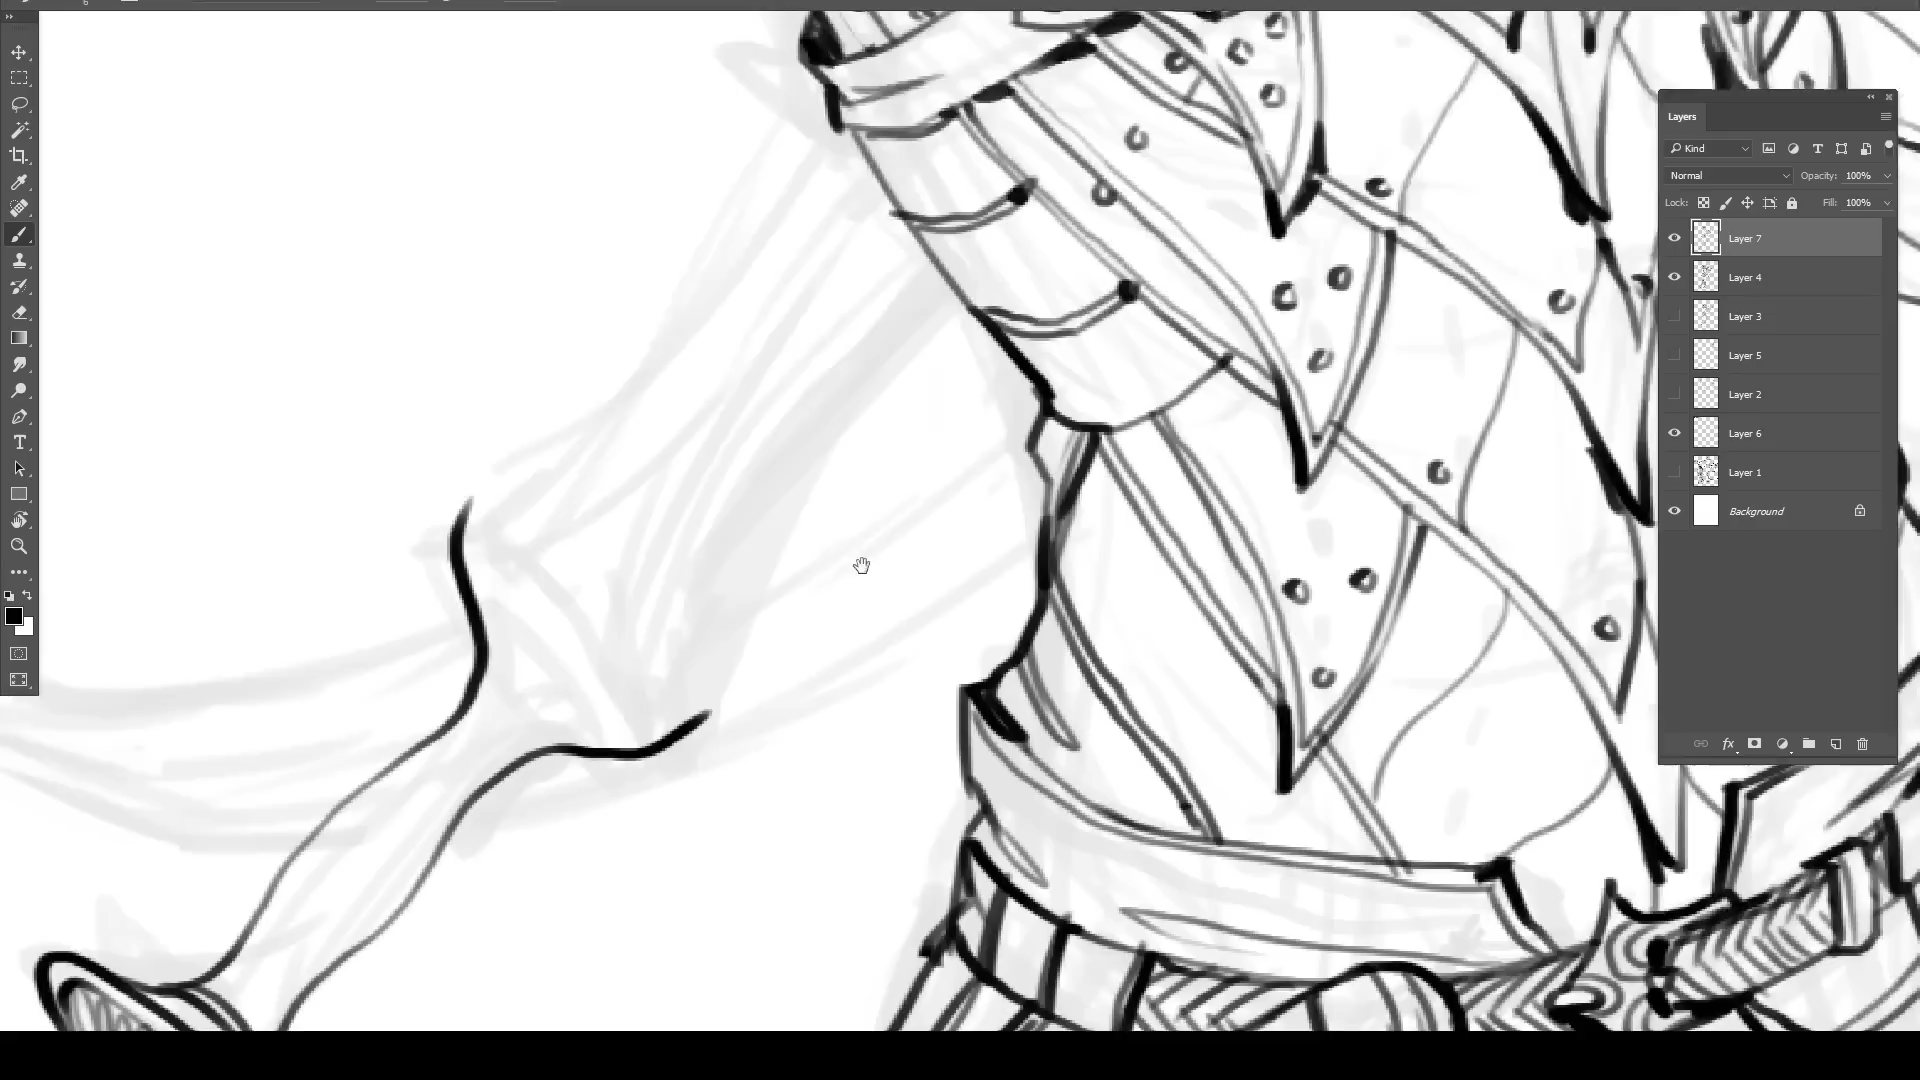 Layers
Kind
Normal Opacity: 100%
Lock: Fill: 100%
Layer 7
Layer 4
Layer 3
Layer 5
Layer 2
Layer 6
Layer 1
Background
fx